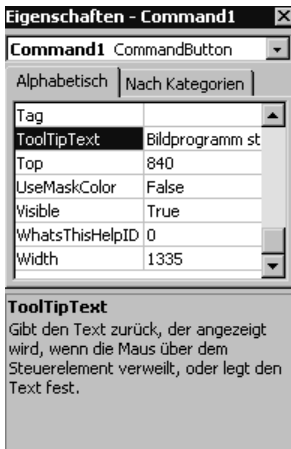 Eigenschaften - Command1
Command1 CommandButton
Alphabetisch Nach Kategorien
Tag
ToolTipText Bildprogramm st
Top 840
UseMaskColor False
Visible True
WhatsThisHelpID 0
Width 1335
ToolTipText
Gibt den Text zurück, der angezeigt
wird, wenn die Maus über dem
Steuerelement verweilt, oder legt den
Text fest.